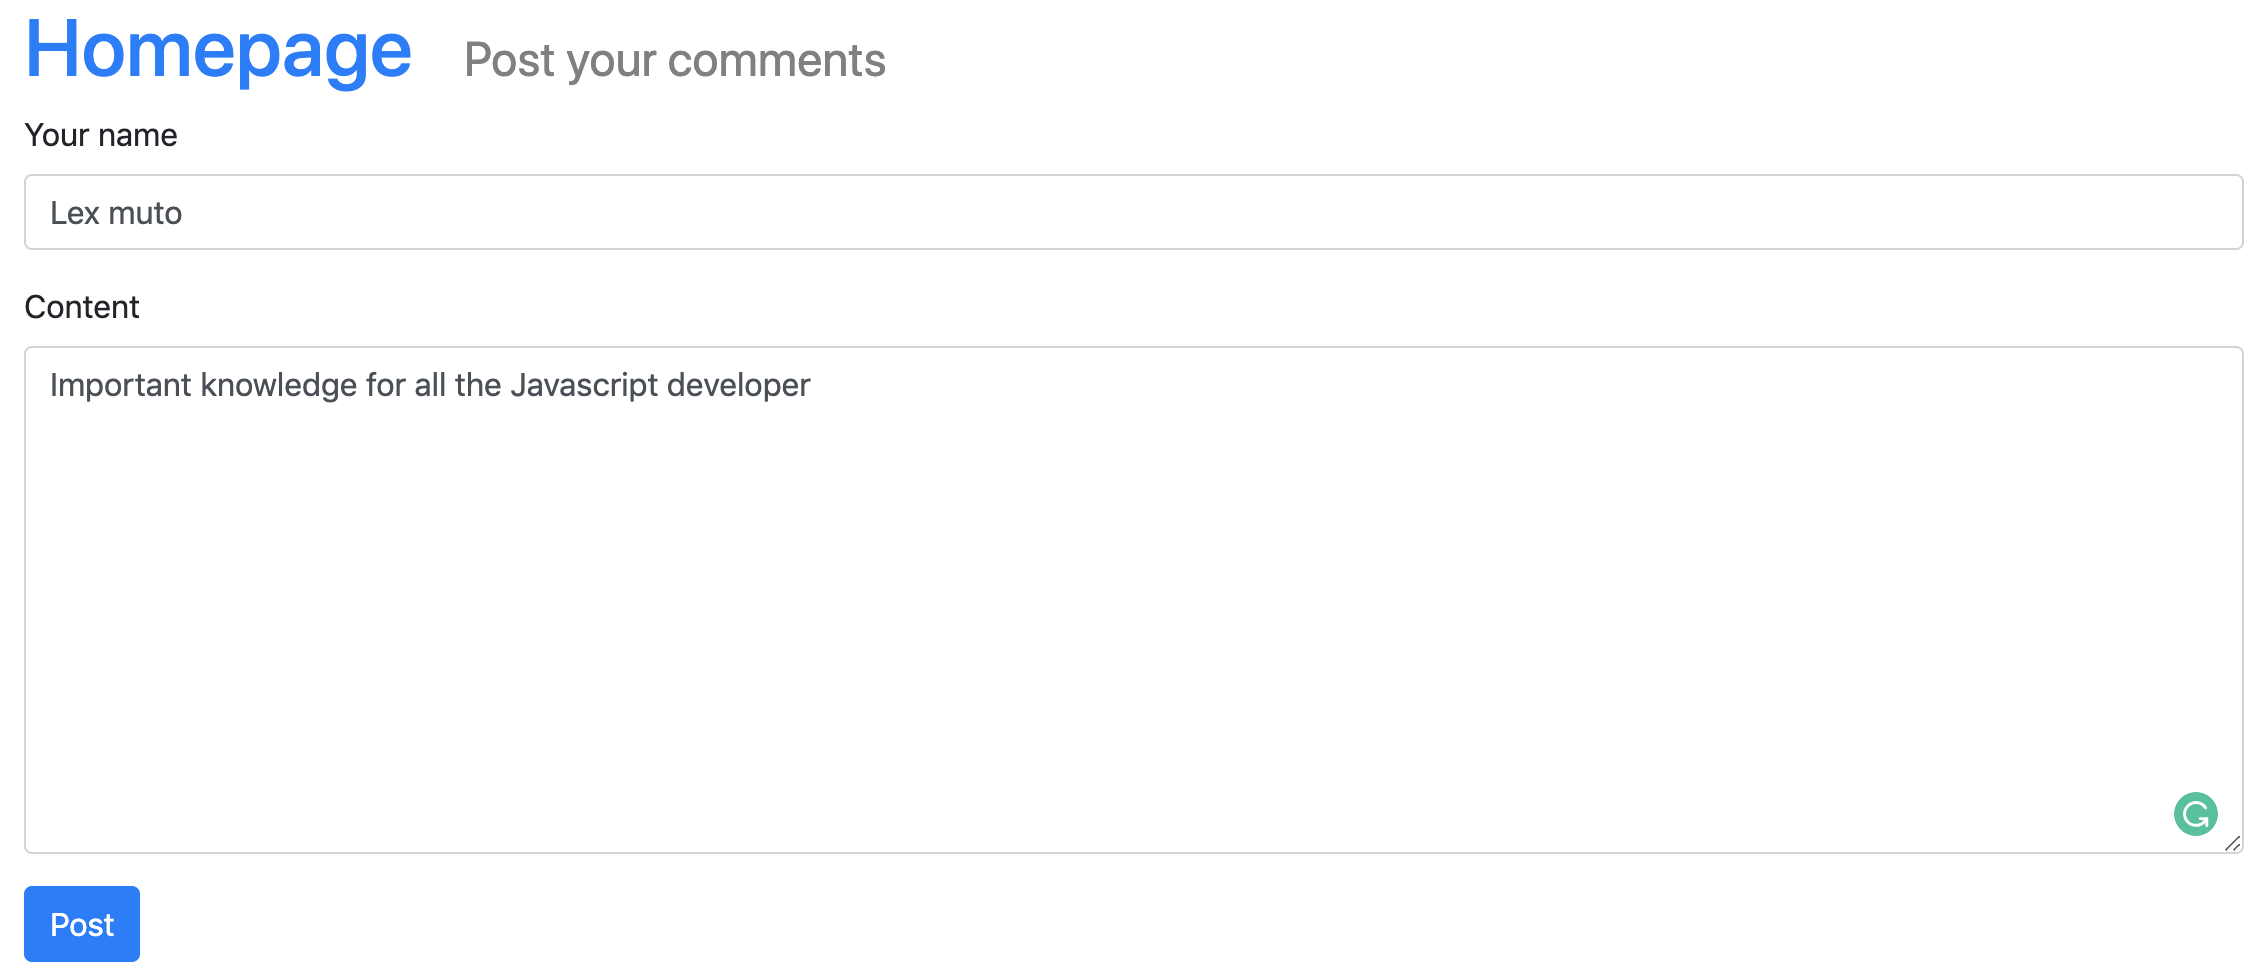 Homepage Post your comments
Your name
Lex muto
Content
Important knowledge for all the Javascript developer
Post